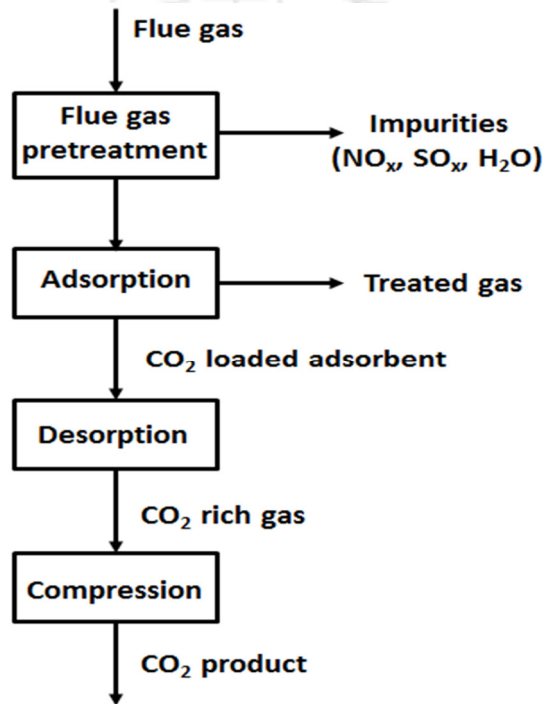 Flue gas
Flue gas
pretreatment
Impurities
(NOₓ, SOₓ, H₂O)
Adsorption
Treated gas
CO₂ loaded adsorbent
Desorption
CO₂ rich gas
Compression
CO₂ product